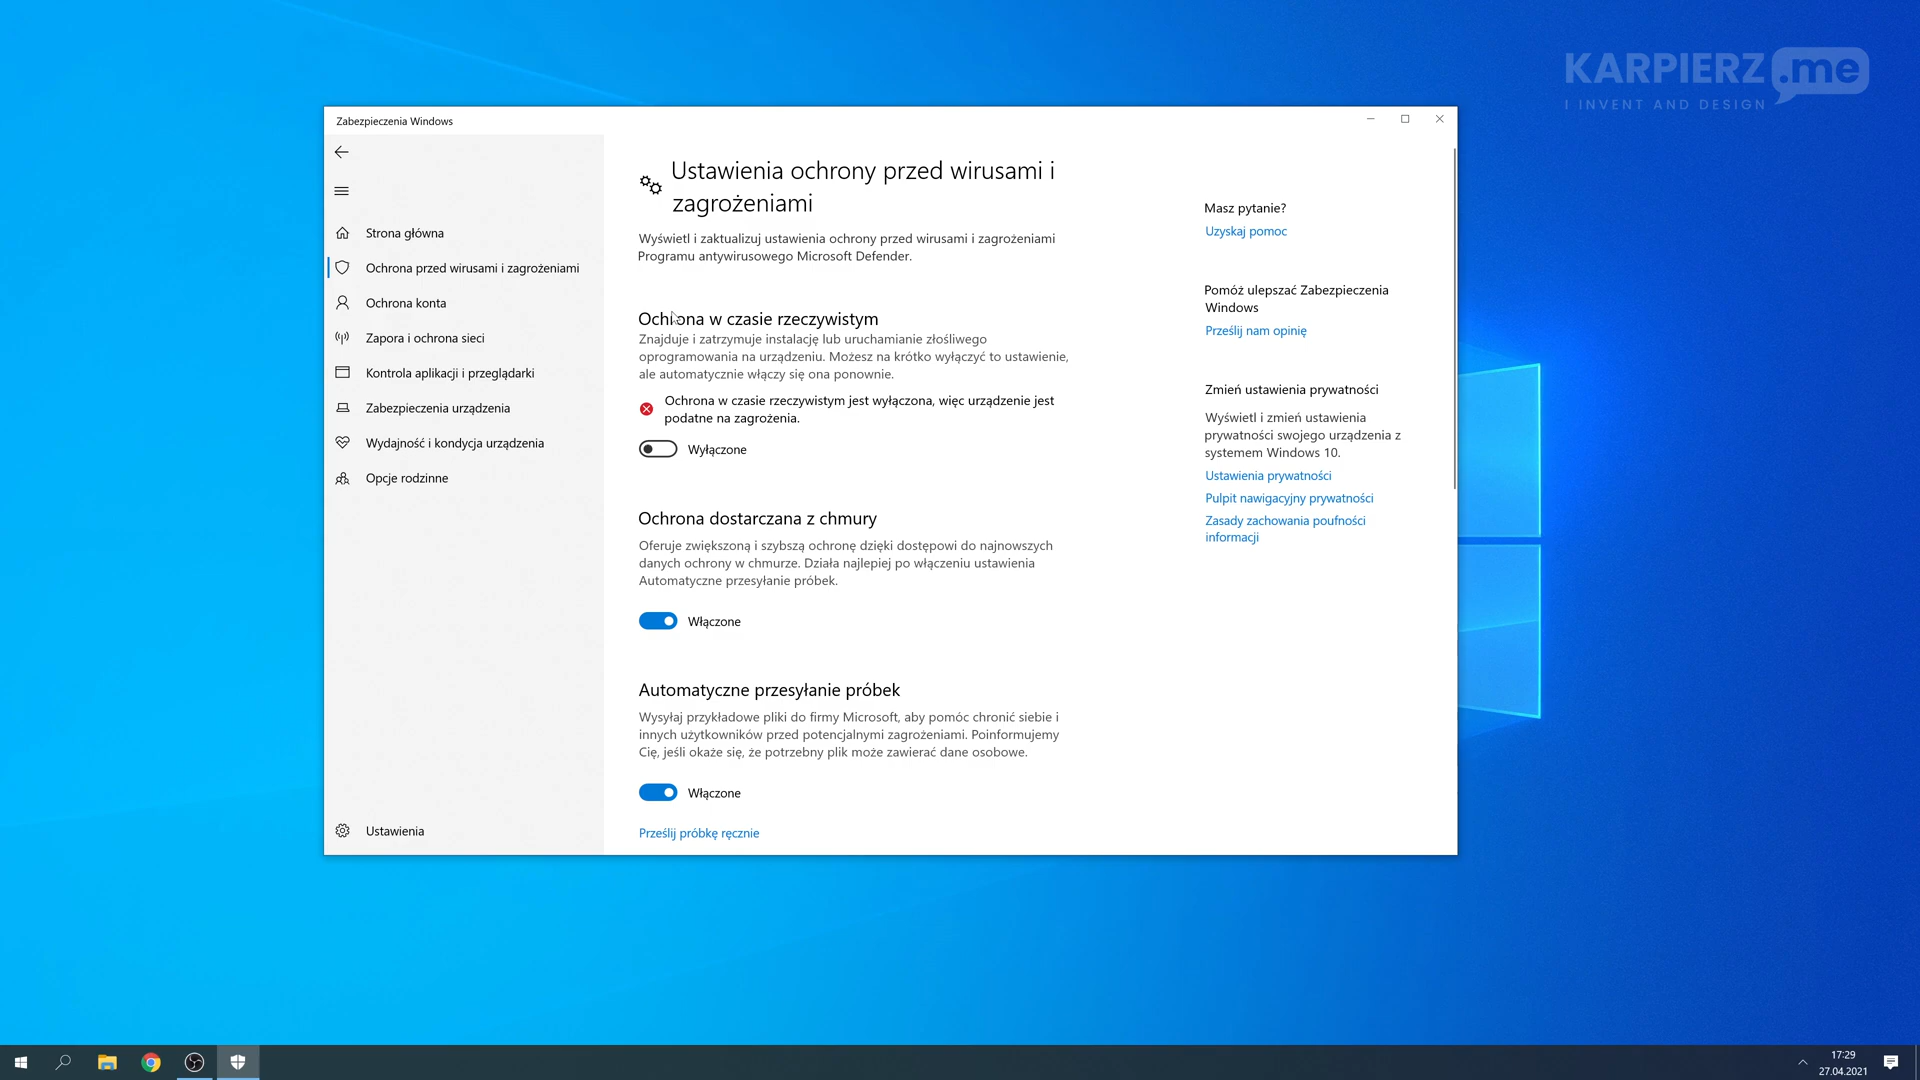 KARPIERZ.me
I INVENT AND DESIGN
Zabezpieczenia Windows
Strona główna
Ochrona przed wirusami i zagrożeniami
Ochrona konta
Zapora i ochrona sieci
Kontrola aplikacji i przeglądarki
Zabezpieczenia urządzenia
Wydajność i kondycja urządzenia
Opcje rodzinne
Ustawienia
Ustawienia ochrony przed wirusami i
zagrożeniami
Wyświetl i zaktualizuj ustawienia ochrony przed wirusami i zagrożeniami
Programu antywirusowego Microsoft Defender.
Ochrona w czasie rzeczywistym
Znajduje i zatrzymuje instalację lub uruchamianie złośliwego
oprogramowania na urządzeniu. Możesz na krótko wyłączyć to ustawienie,
ale automatycznie włączy się ona ponownie.
Ochrona w czasie rzeczywistym jest wyłączona, więc urządzenie jest
podatne na zagrożenia.
Wyłączone
Ochrona dostarczana z chmury
Oferuje zwiększoną i szybszą ochronę dzięki dostępowi do najnowszych
danych ochrony w chmurze. Działa najlepiej po włączeniu ustawienia
Automatyczne przesyłanie próbek.
Włączone
Automatyczne przesyłanie próbek
Wysyłaj przykładowe pliki do firmy Microsoft, aby pomóc chronić siebie i
innych użytkowników przed potencjalnymi zagrożeniami. Poinformujemy
Cię, jeśli okaże się, że potrzebny plik może zawierać dane osobowe.
Włączone
Prześlij próbkę ręcznie
Masz pytanie?
Uzyskaj pomoc
Pomóż ulepszać Zabezpieczenia
Windows
Prześlij nam opinię
Zmień ustawienia prywatności
Wyświetl i zmień ustawienia
prywatności swojego urządzenia z
systemem Windows 10.
Ustawienia prywatności
Pulpit nawigacyjny prywatności
Zasady zachowania poufności
informacji
17:29
27.04.2021